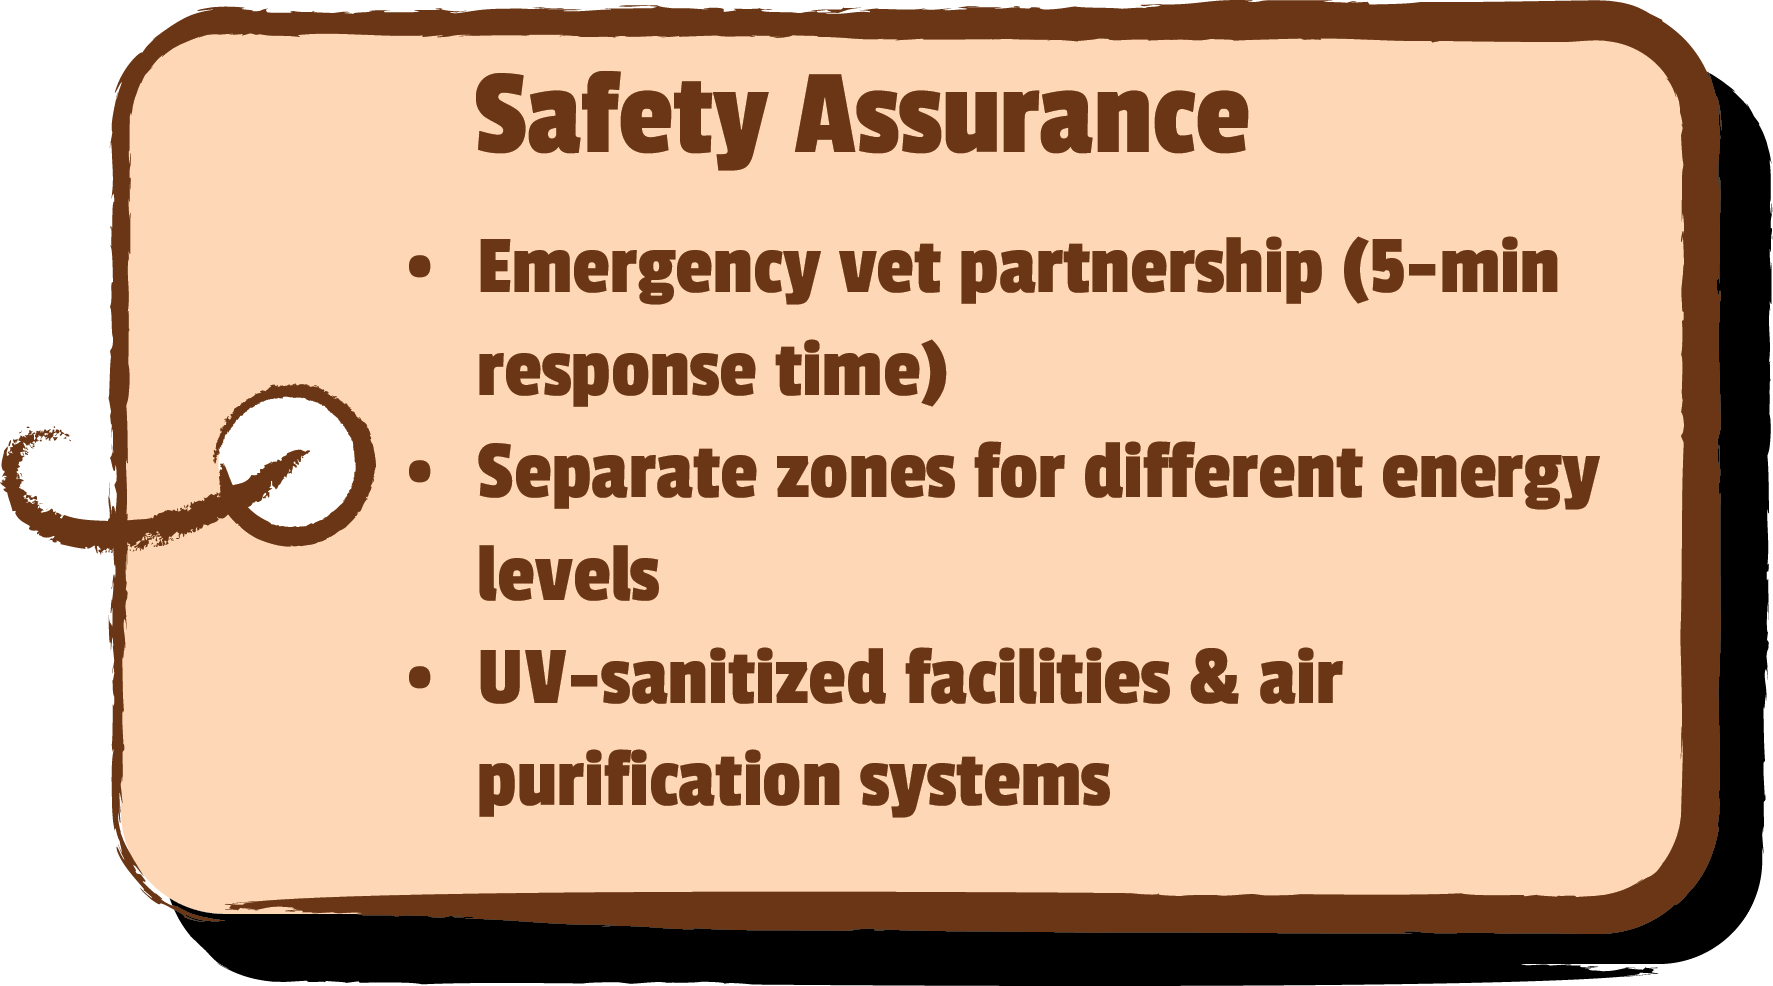 Safety Assurance
• Emergency vet partnership (5-min
response time)
• Separate zones for different energy
levels
• UV-sanitized facilities & air
purification systems